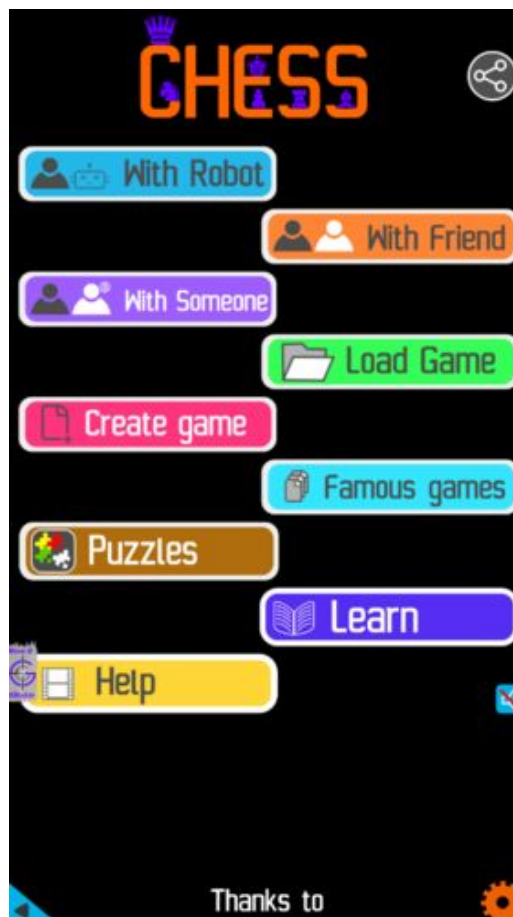 CHESS
With Robot
With Friend
With Someone
Load Game
Create game
Famous games
Puzzles
Learn
Help
Thanks to